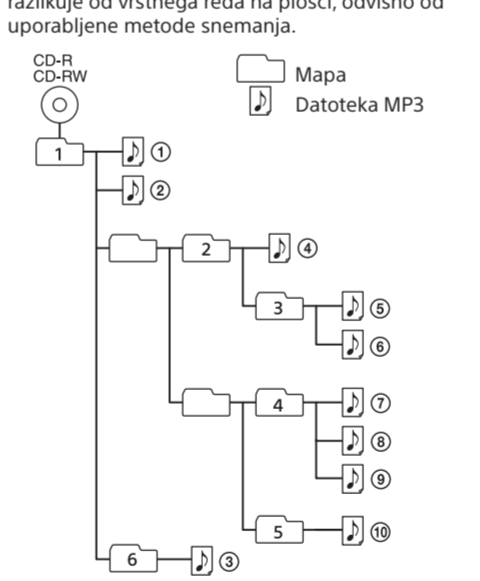 razlikuje od vrstnega reda na plošči, odvisno od
uporabljene metode snemanja.
CD-R
CD-RW
Mapa
Datoteka MP3
1 ①
②
2 ④
3 ⑤
⑥
4 ⑦
⑧
⑨
5 ⑩
6 ③